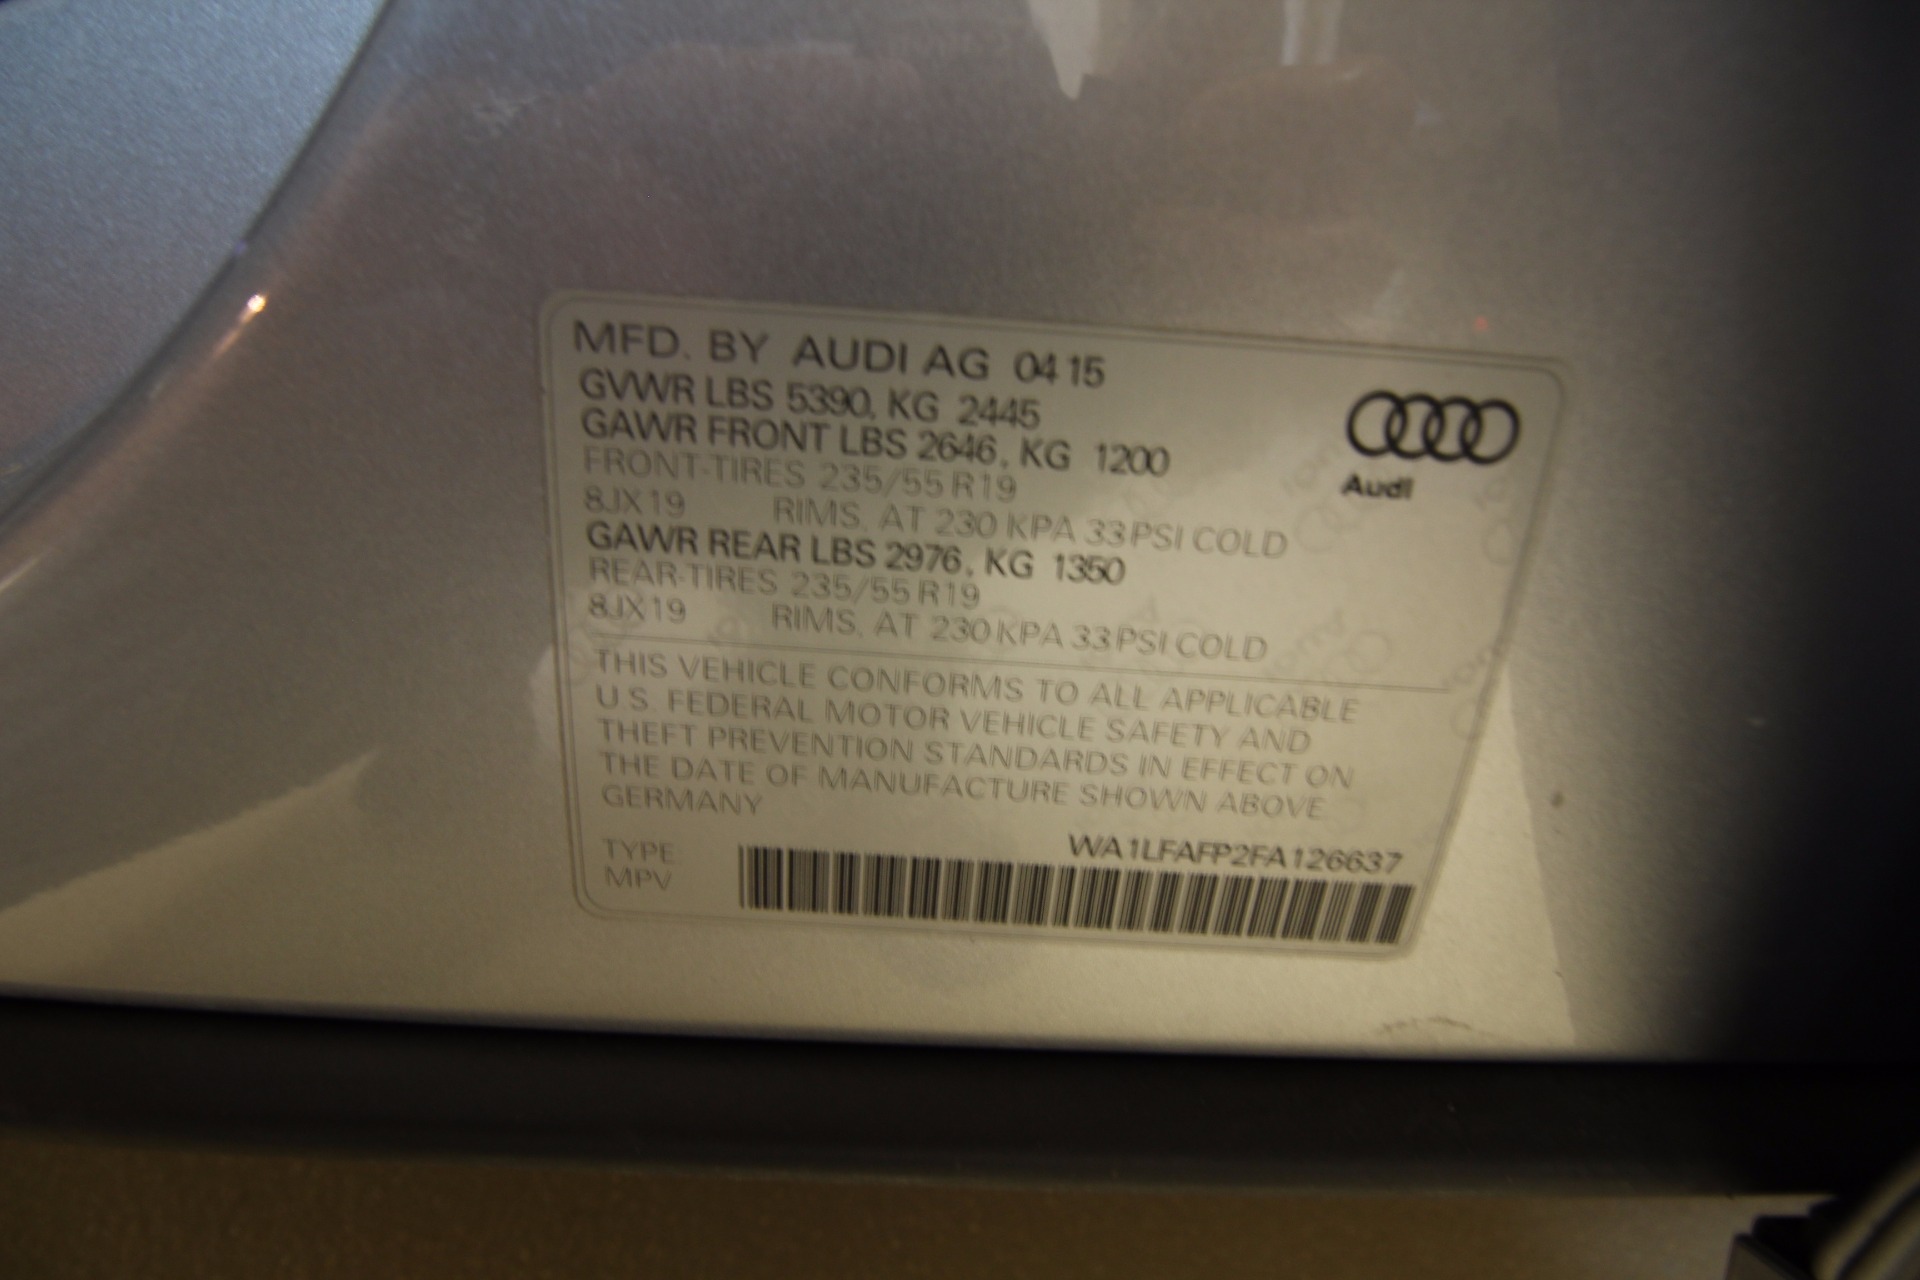 MFD. BY AUDI AG 04 15
GVWR LBS 5390, KG 2445
GAWR FRONT LBS 2646, KG 1200
FRONT-TIRES 235/55 R19
8JX19 RIMS, AT 230 KPA 33 PSI COLD
GAWR REAR LBS 2976, KG 1350
REAR-TIRES 235/55 R19
8JX19 RIMS, AT 230 KPA 33 PSI COLD
Audi
THIS VEHICLE CONFORMS TO ALL APPLICABLE
U.S. FEDERAL MOTOR VEHICLE SAFETY AND
THEFT PREVENTION STANDARDS IN EFFECT ON
THE DATE OF MANUFACTURE SHOWN ABOVE
GERMANY
TYPE
MPV
WA1LFAFP2FA126637